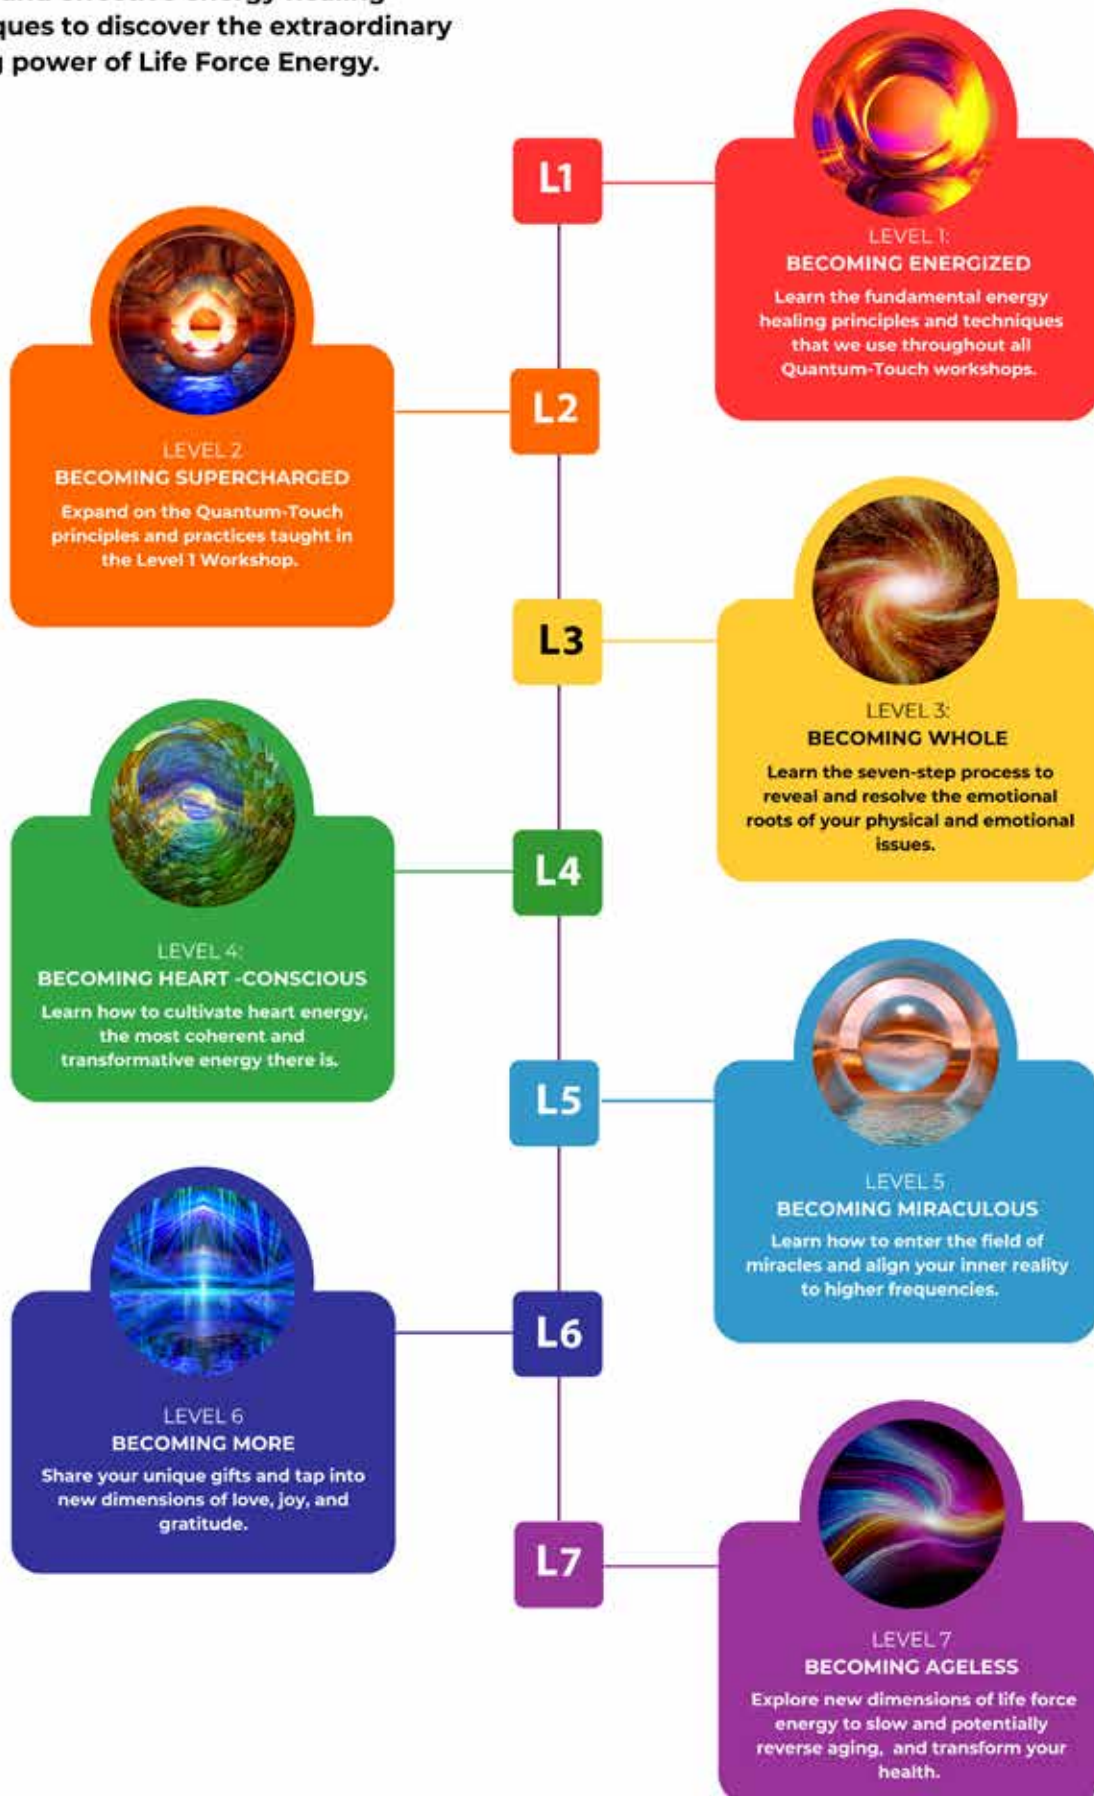 ques to discover the extraordinary
power of Life Force Energy.
L1
LEVEL 1:
BECOMING ENERGIZED
Learn the fundamental energy
healing principles and techniques
that we use throughout all
Quantum-Touch workshops.
L2
LEVEL 2
BECOMING SUPERCHARGED
Expand on the Quantum-Touch
principles and practices taught in
the Level 1 Workshop.
L3
LEVEL 3:
BECOMING WHOLE
Learn the seven-step process to
reveal and resolve the emotional
roots of your physical and emotional
issues.
L4
LEVEL 4:
BECOMING HEART -CONSCIOUS
Learn how to cultivate heart energy,
the most coherent and
transformative energy there is.
L5
LEVEL 5
BECOMING MIRACULOUS
Learn how to enter the field of
miracles and align your inner reality
to higher frequencies.
L6
LEVEL 6
BECOMING MORE
Share your unique gifts and tap into
new dimensions of love, joy, and
gratitude.
L7
LEVEL 7
BECOMING AGELESS
Explore new dimensions of life force
energy to slow and potentially
reverse aging, and transform your
health.